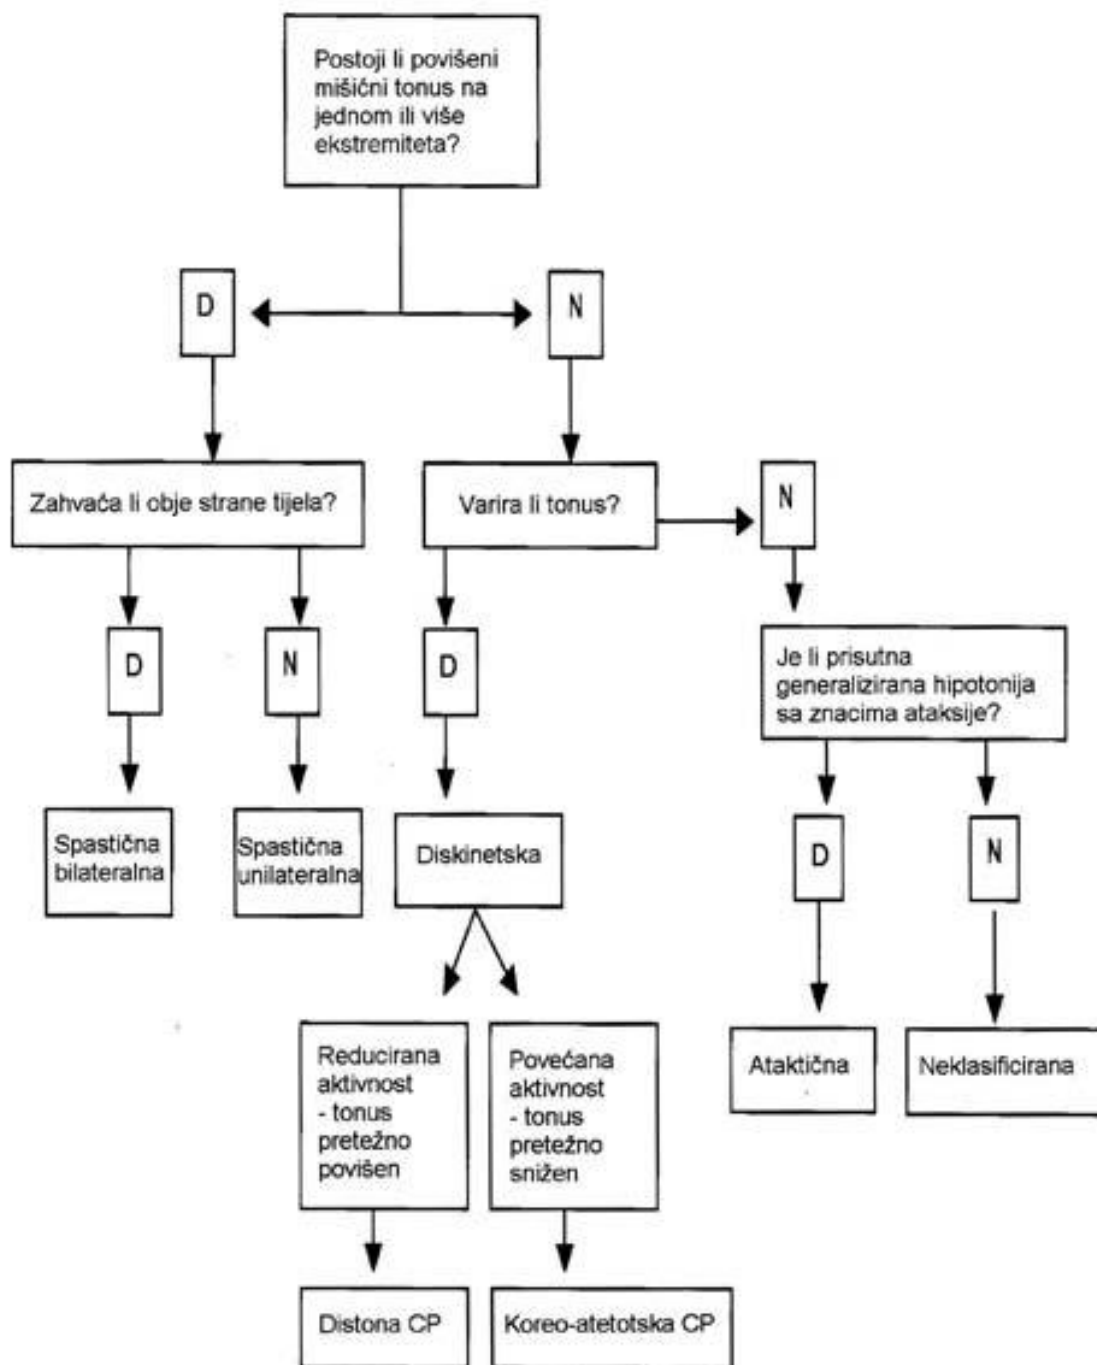 Postoji li povišeni
mišićni tonus na
jednom ili više
ekstremiteta?
D
N
Zahvaća li obje strane tijela?
Varira li tonus?
N
D
N
D
Je li prisutna
generalizirana hipotonija
sa znacima ataksije?
Spastična
bilateralna
Spastična
unilateralna
Diskinetska
D
N
Reducirana
aktivnost
- tonus
pretežno
povišen
Povećana
aktivnost
- tonus
pretežno
snižen
Ataktična
Neklasificirana
Distona CP
Koreo-atetotska CP